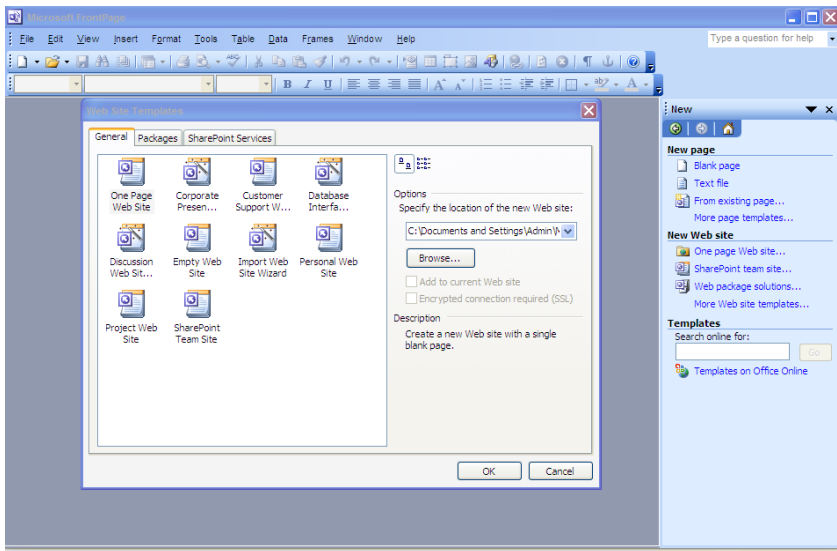 Microsoft FrontPage
File Edit View Insert Format Tools Table Data Frames Window Help
Type a question for help
B I U
Web Site Templates
General Packages SharePoint Services
One Page Web Site
Corporate Presen...
Customer Support W...
Database Interfa...
Discussion Web Sit...
Empty Web Site
Import Web Site Wizard
Personal Web Site
Project Web Site
SharePoint Team Site
Options
Specify the location of the new Web site:
C:\Documents and Settings\Admin\
Browse...
Add to current Web site
Encrypted connection required (SSL)
Description
Create a new Web site with a single
blank page.
OK Cancel
New
New page
Blank page
Text file
From existing page...
More page templates...
New Web site
One page Web site...
SharePoint team site...
Web package solutions...
More Web site templates...
Templates
Search online for:
Go
Templates on Office Online